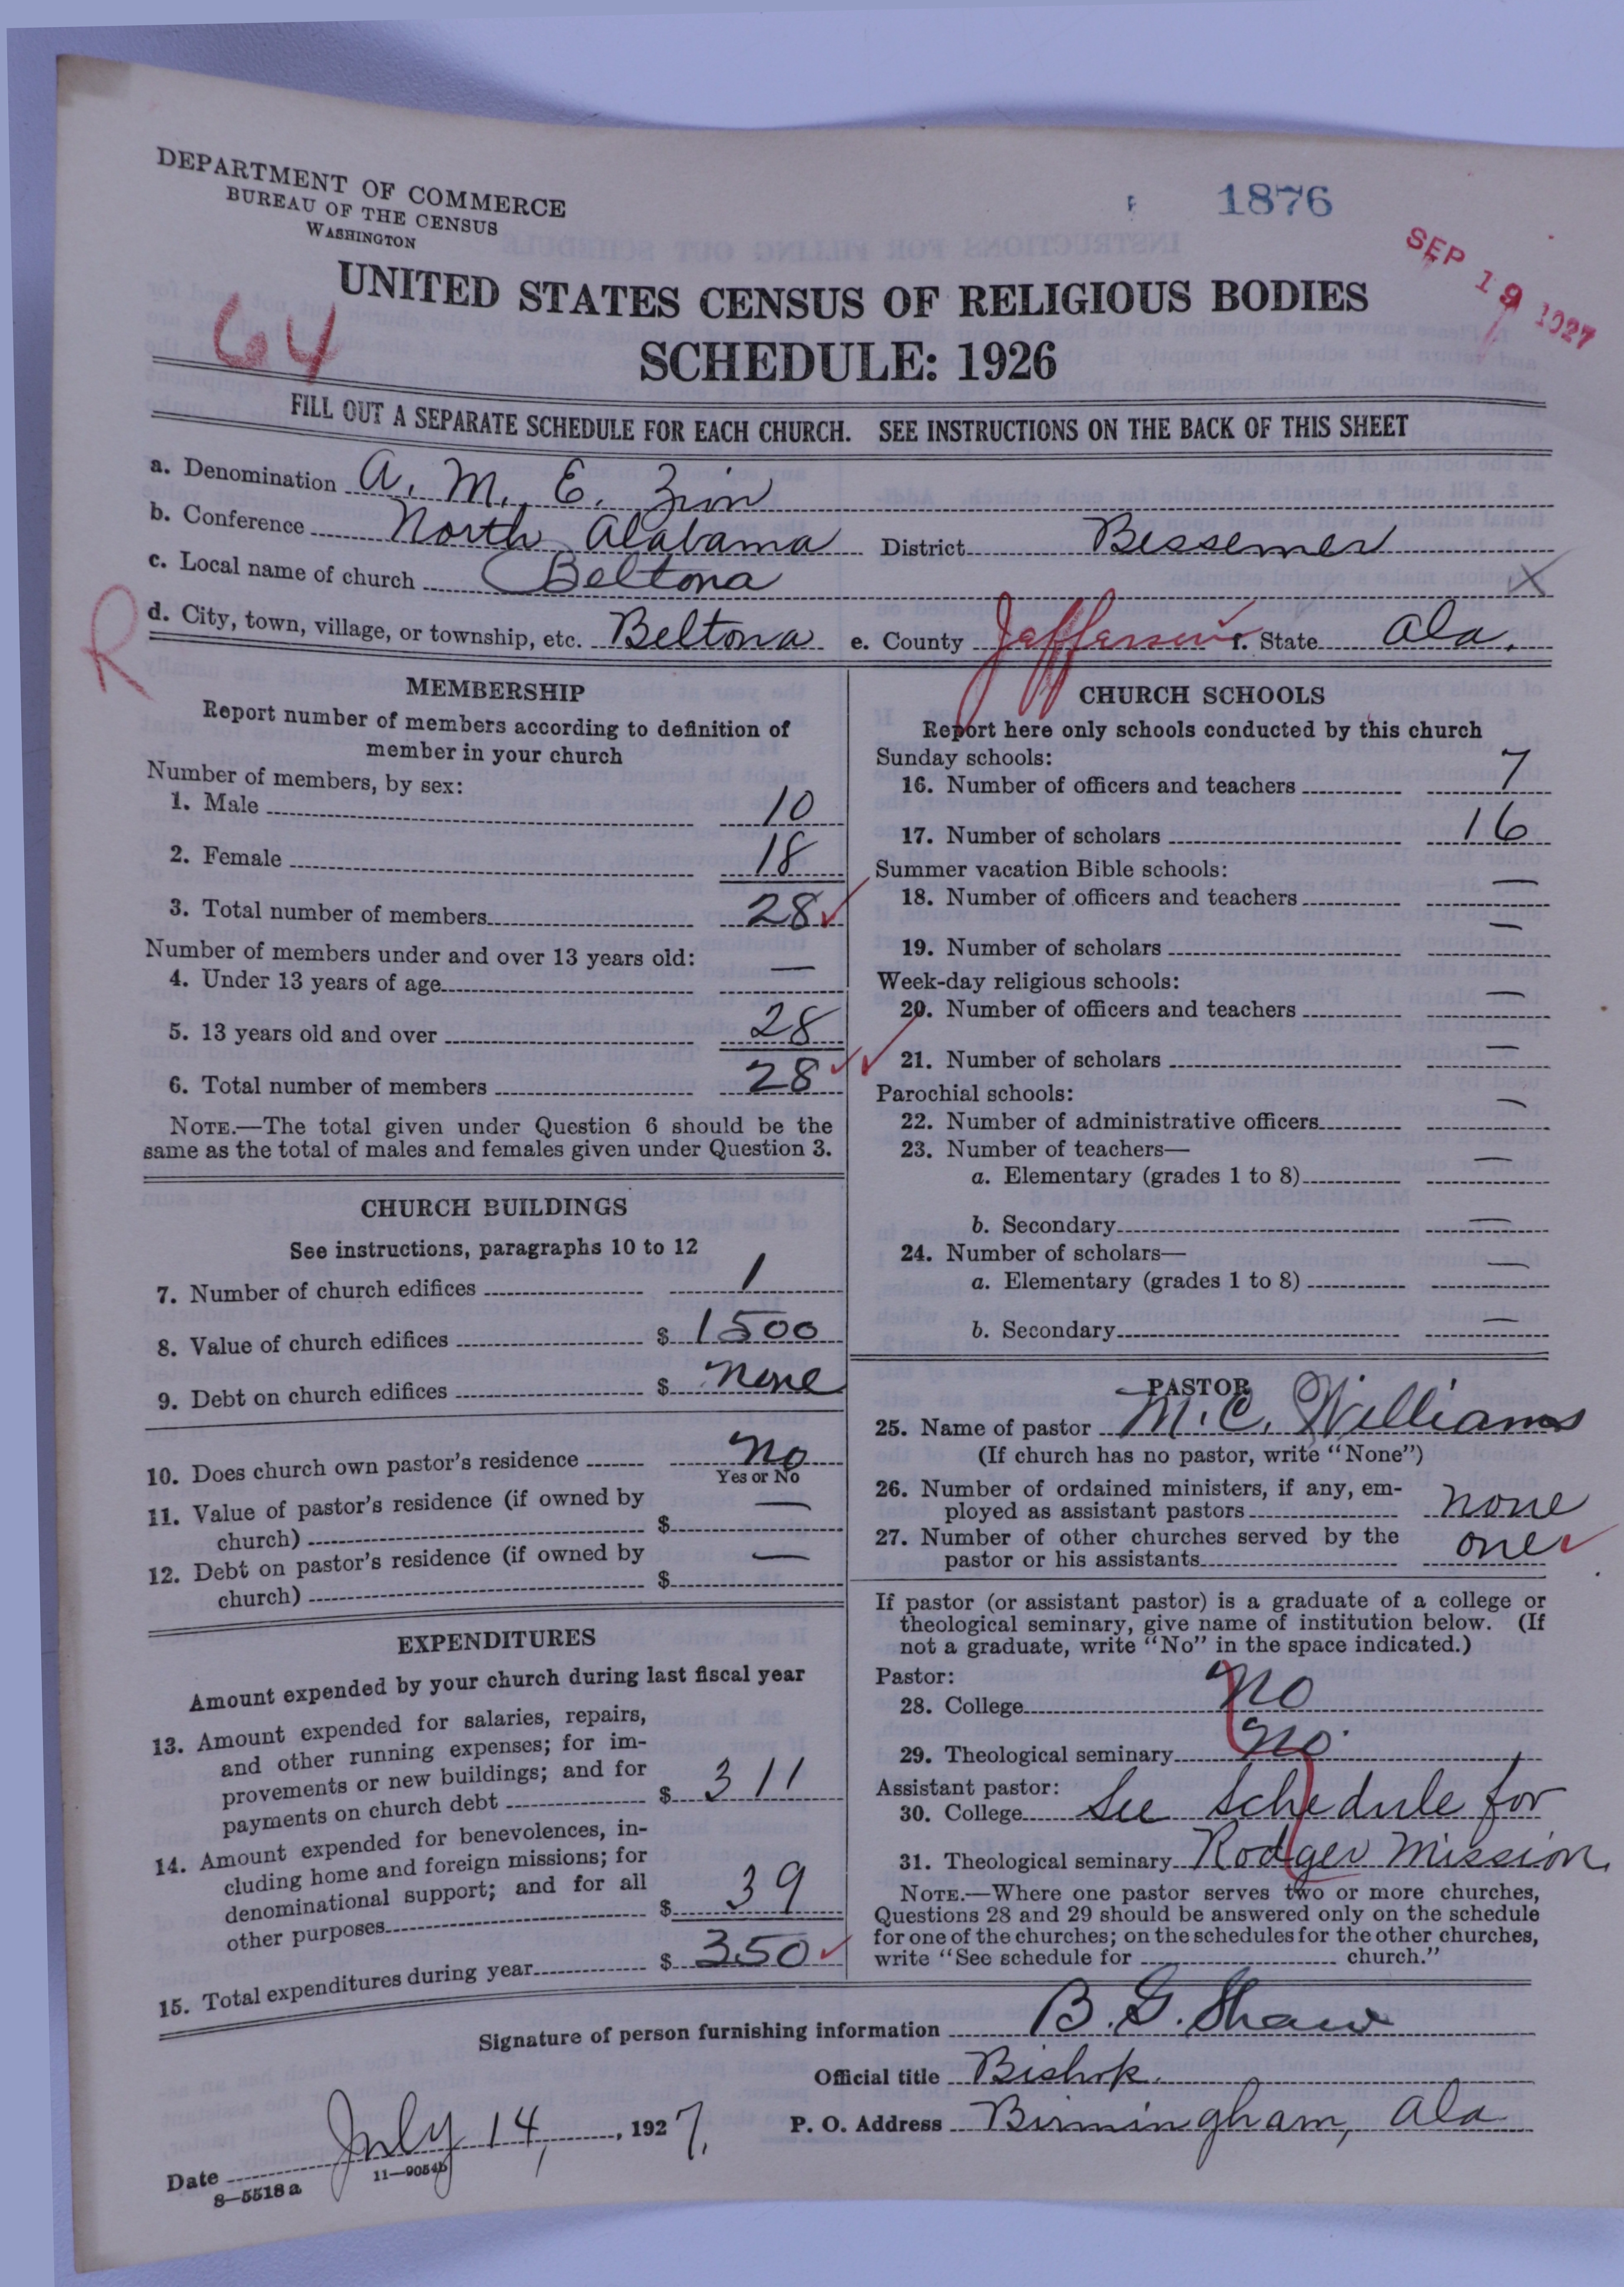 DEPARTMENT OF COMMERCE
BUREAU OF THE CENSUS
WASHINGTON
1876
SEP 19 1927
64
UNITED STATES CENSUS OF RELIGIOUS BODIES
SCHEDULE: 1926
FILL OUT A SEPARATE SCHEDULE FOR EACH CHURCH. SEE INSTRUCTIONS ON THE BACK OF THIS SHEET
a. Denomination A. M. E. Zion
b. Conference North Alabama District Bessemer
c. Local name of church Beltona X
R
d. City, town, village, or township, etc. Beltona e. County Jefferson f. State Ala.
MEMBERSHIP
Report number of members according to definition of
member in your church
Number of members, by sex:
1. Male 10
2. Female 18
3. Total number of members 28
Number of members under and over 13 years old:
4. Under 13 years of age —
5. 13 years old and over 28
6. Total number of members 28
NOTE.—The total given under Question 6 should be the
same as the total of males and females given under Question 3.
CHURCH BUILDINGS
See instructions, paragraphs 10 to 12
7. Number of church edifices 1
8. Value of church edifices $ 1500
9. Debt on church edifices $ none
10. Does church own pastor's residence no
Yes or No
11. Value of pastor's residence (if owned by
church) $ —
12. Debt on pastor's residence (if owned by
church) $ —
EXPENDITURES
Amount expended by your church during last fiscal year
13. Amount expended for salaries, repairs,
and other running expenses; for im-
provements or new buildings; and for
payments on church debt $ 311
14. Amount expended for benevolences, in-
cluding home and foreign missions; for
denominational support; and for all
other purposes $ 39
15. Total expenditures during year $ 350
CHURCH SCHOOLS
Report here only schools conducted by this church
Sunday schools:
16. Number of officers and teachers 7
17. Number of scholars 16
Summer vacation Bible schools:
18. Number of officers and teachers —
19. Number of scholars —
Week-day religious schools:
20. Number of officers and teachers —
21. Number of scholars —
Parochial schools:
22. Number of administrative officers —
23. Number of teachers—
a. Elementary (grades 1 to 8) —
b. Secondary —
24. Number of scholars—
a. Elementary (grades 1 to 8) —
b. Secondary —
PASTOR
25. Name of pastor M. C. Williams
(If church has no pastor, write "None")
26. Number of ordained ministers, if any, em-
ployed as assistant pastors none
27. Number of other churches served by the
pastor or his assistants one
If pastor (or assistant pastor) is a graduate of a college or
theological seminary, give name of institution below. (If
not a graduate, write "No" in the space indicated.)
Pastor:
28. College no
29. Theological seminary no.
Assistant pastor:
30. College See Schedule for
31. Theological seminary Rodger Mission.
NOTE.—Where one pastor serves two or more churches,
Questions 28 and 29 should be answered only on the schedule
for one of the churches; on the schedules for the other churches,
write "See schedule for church."
Signature of person furnishing information B. G. Shaw
Official title Bishop.
Date July 14, 1927. P. O. Address Birmingham, Ala
8—5518 a 11—9054b